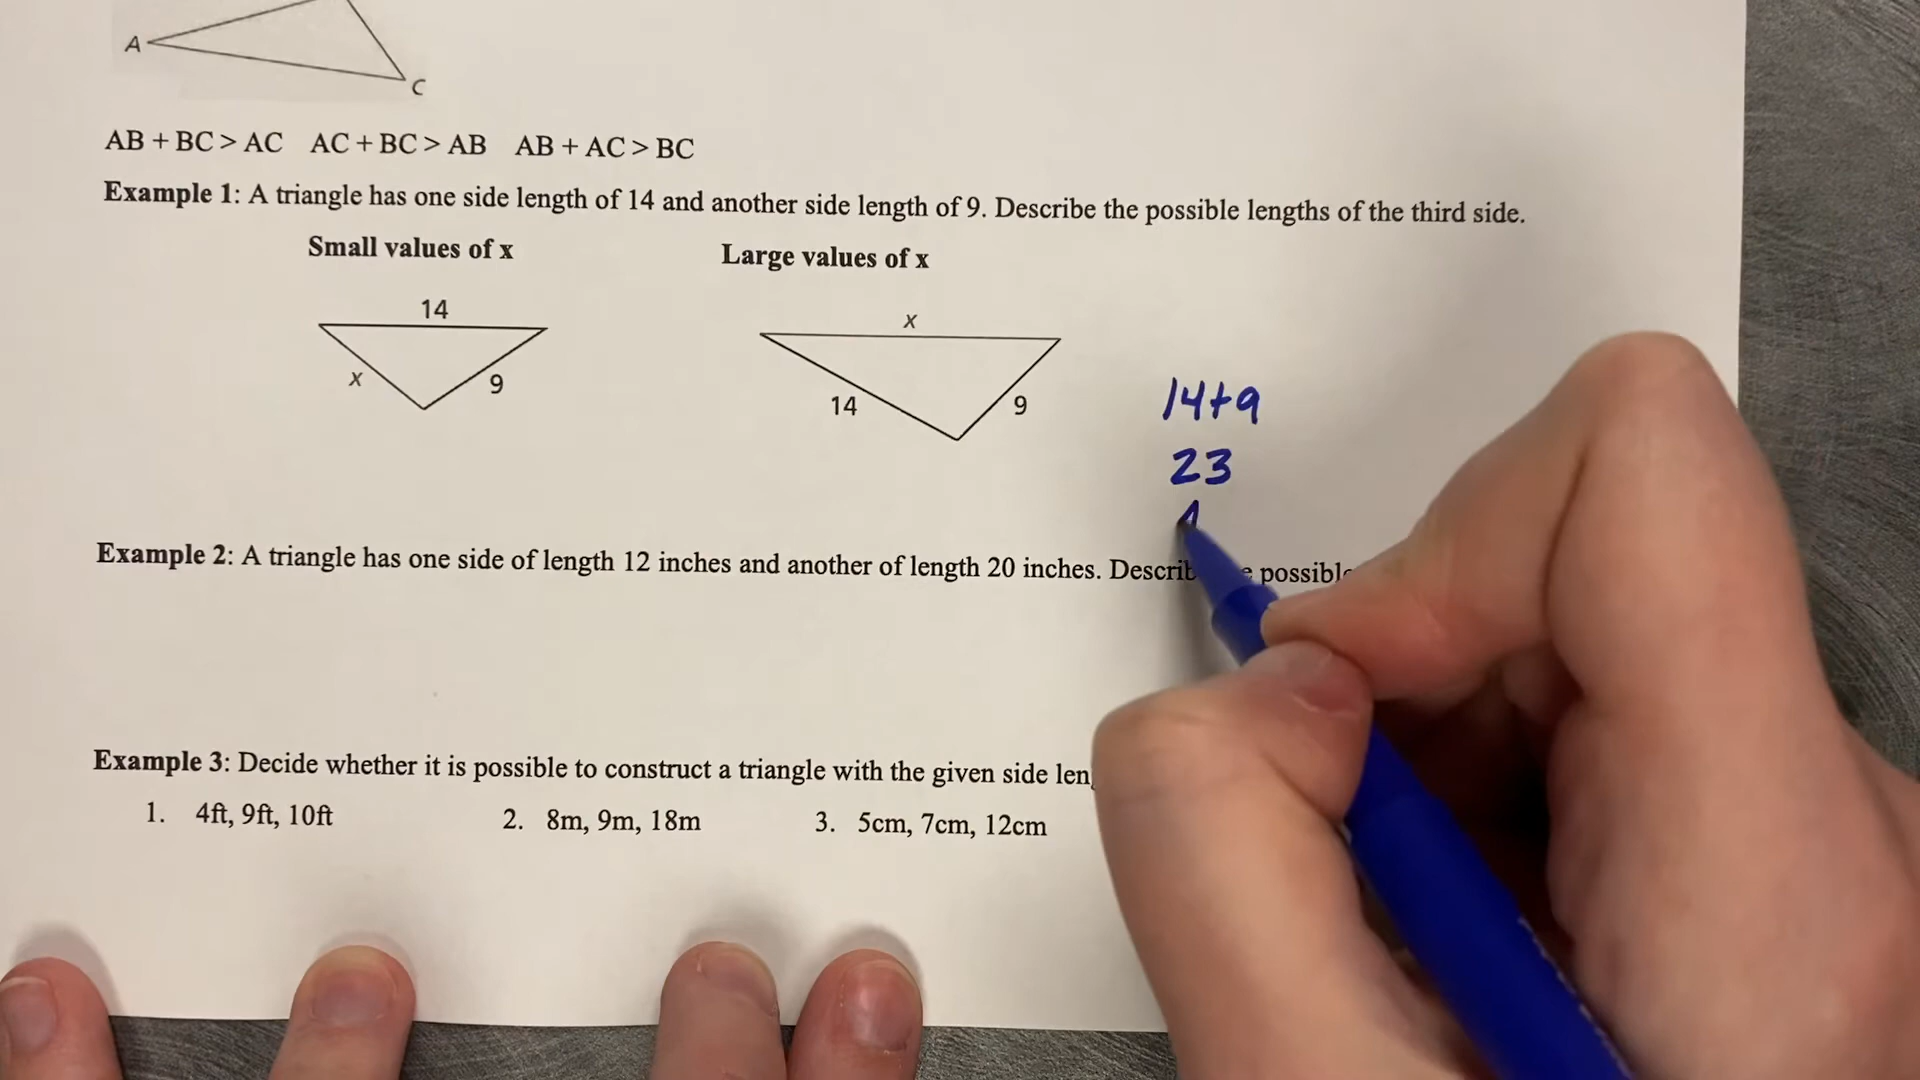 A
C
AB + BC > AC AC + BC > AB AB + AC > BC
Example 1: A triangle has one side length of 14 and another side length of 9. Describe the possible lengths of the third side.
Small values of x
Large values of x
14
x
9
x
14
9
14+9
23
Example 2: A triangle has one side of length 12 inches and another of length 20 inches.
Example 3: Decide whether it is possible to construct a triangle with the given side
1. 4ft, 9ft, 10ft 2. 8m, 9m, 18m 3. 5cm, 7cm, 12cm